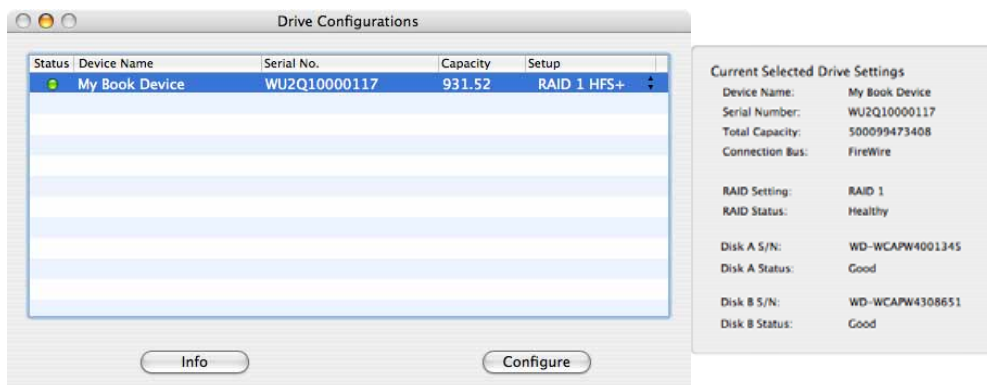 Drive Configurations
Status Device Name Serial No. Capacity Setup
My Book Device WU2Q10000117 931.52 RAID 1 HFS+
Info Configure
Current Selected Drive Settings
Device Name: My Book Device
Serial Number: WU2Q10000117
Total Capacity: 500099473408
Connection Bus: FireWire
RAID Setting: RAID 1
RAID Status: Healthy
Disk A S/N: WD-WCAPW4001345
Disk A Status: Good
Disk B S/N: WD-WCAPW4308651
Disk B Status: Good